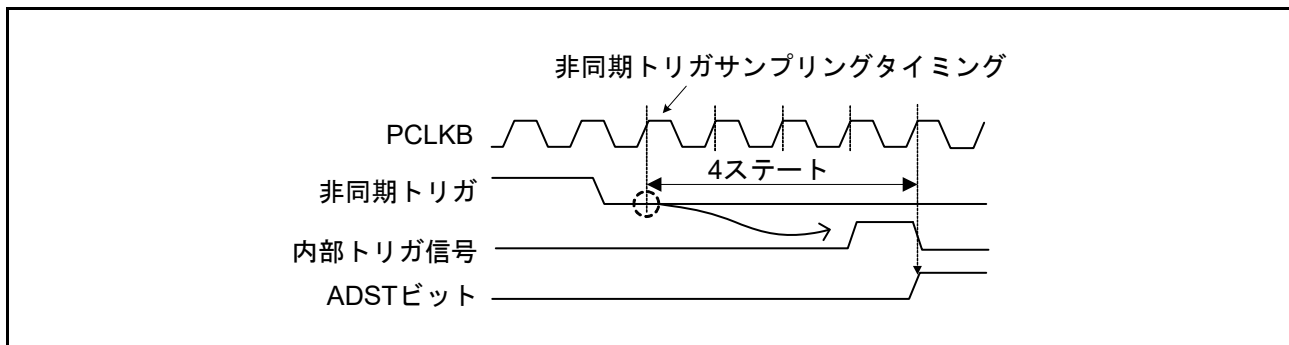 非同期トリガサンプリングタイミング
PCLKB
4ステート
非同期トリガ
内部トリガ信号
ADSTビット